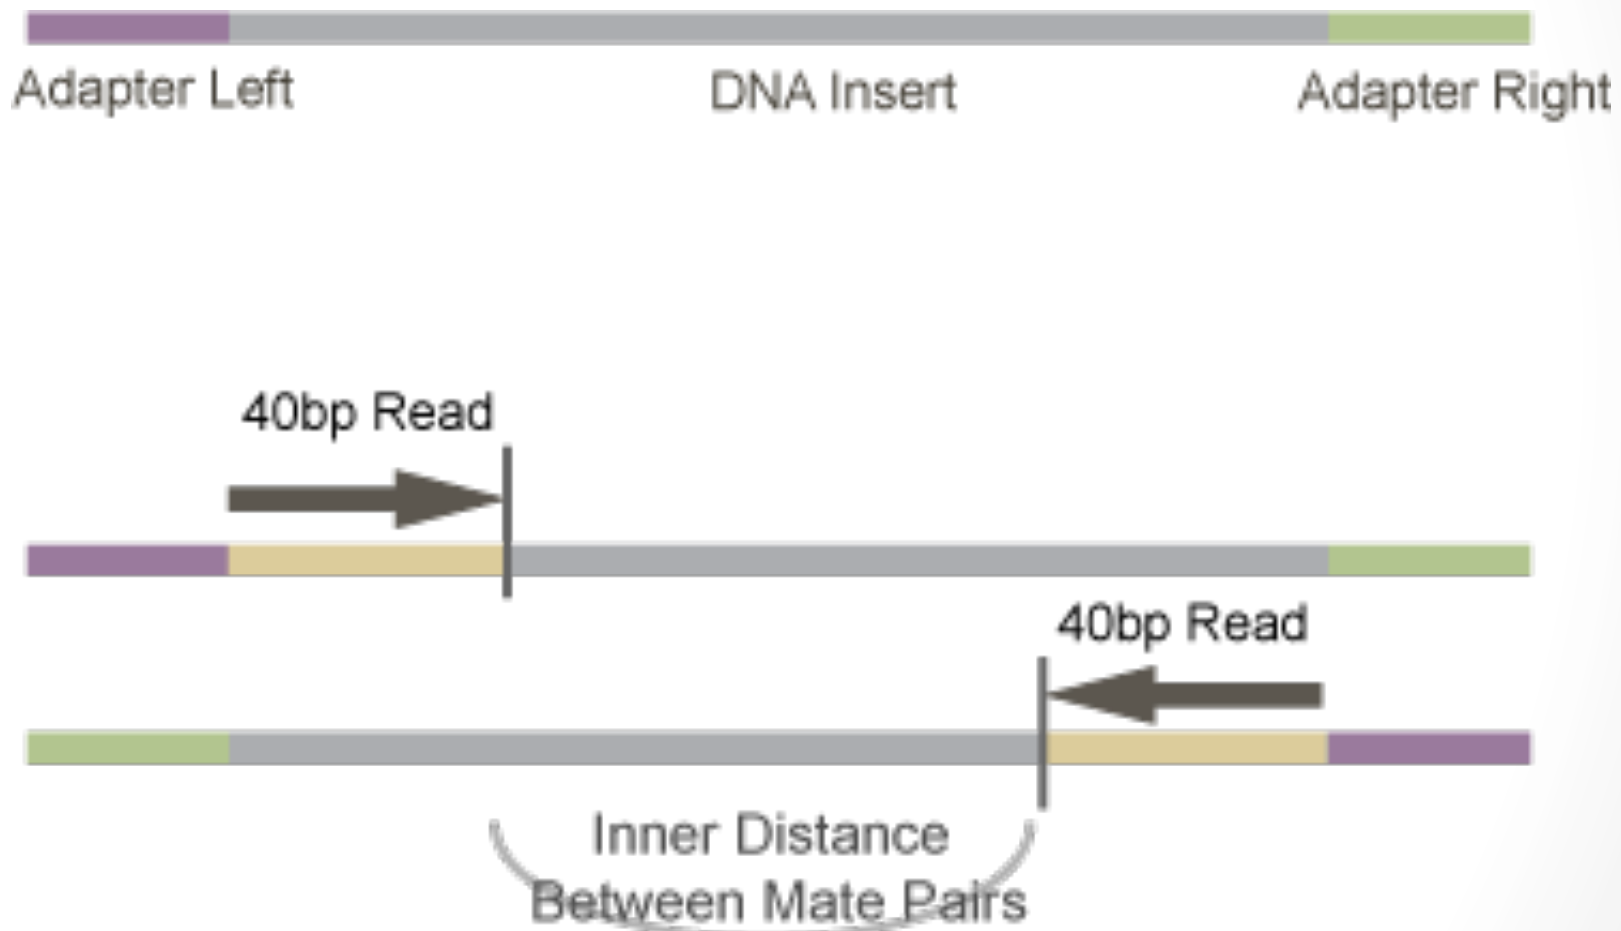 Adapter Left
DNA Insert
Adapter Right
40bp Read
40bp Read
Inner Distance
Between Mate Pairs